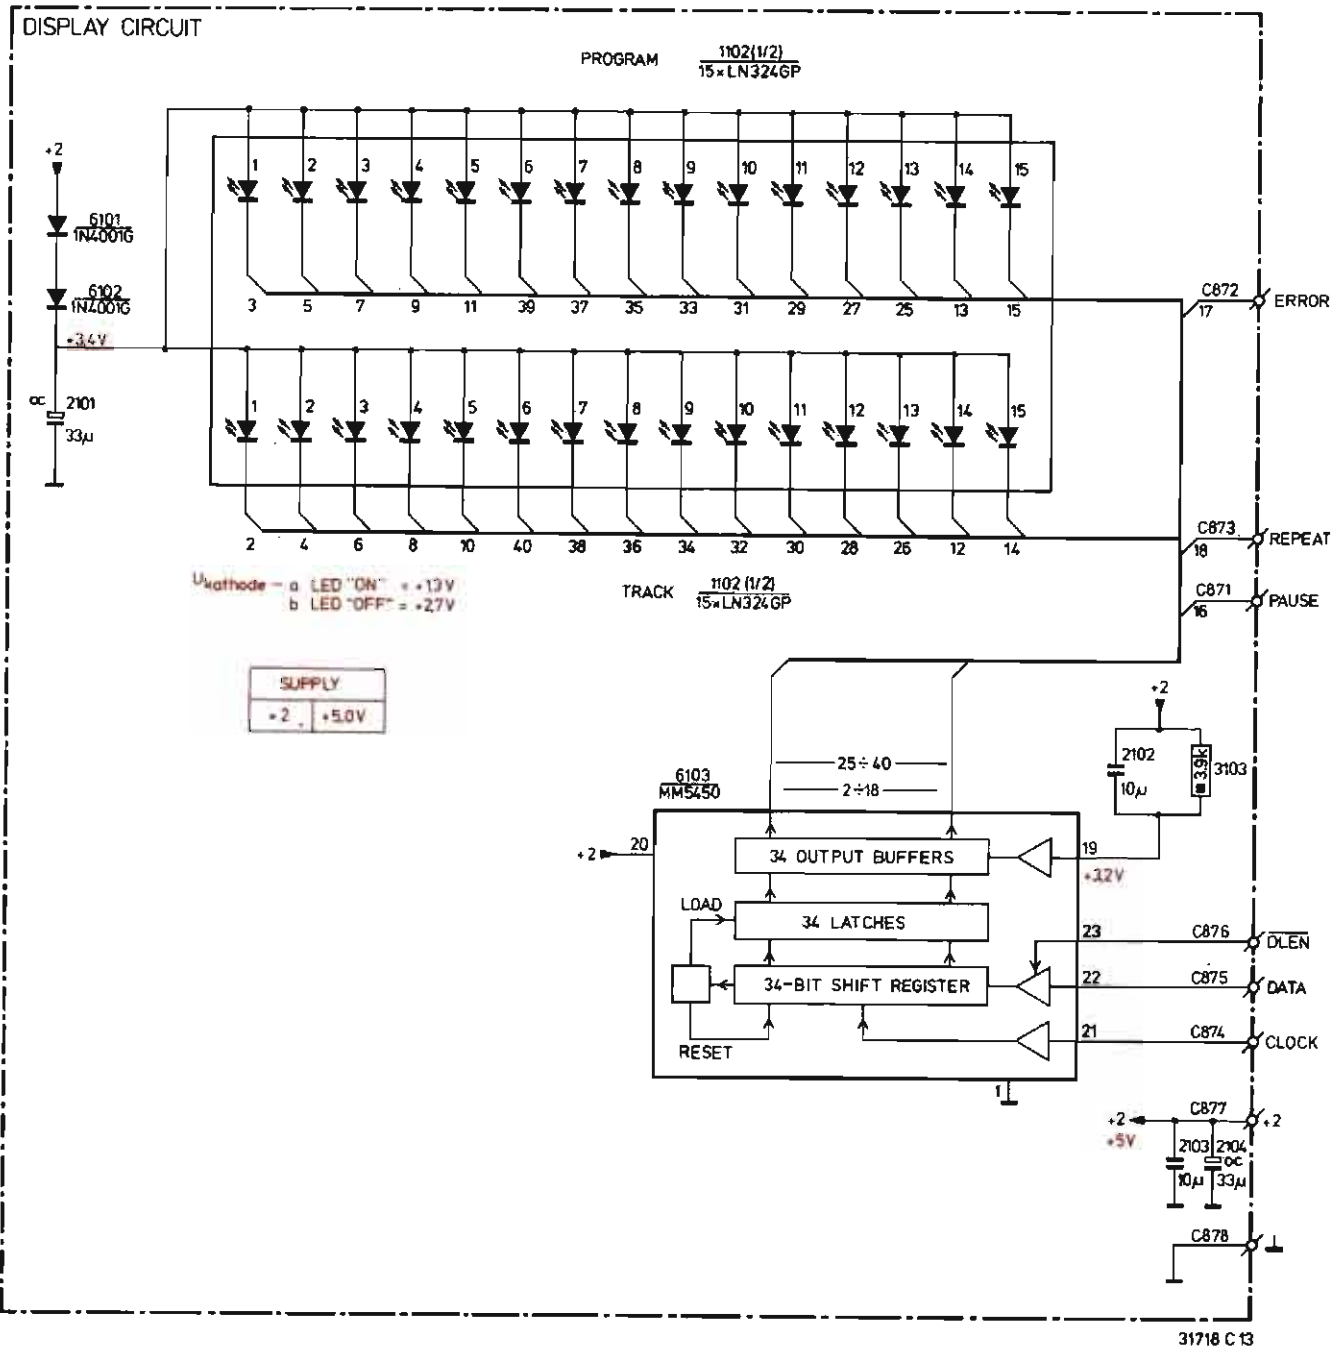 DISPLAY CIRCUIT
PROGRAM 1102(1/2)
15×LN324GP
1 2 3 4 5 6 7 8 9 10 11 12 13 14 15
+2
6101
1N4001G
6102
1N4001G
3 5 7 9 11 39 37 35 33 31 29 27 25 13 15
C872
17
ERROR
+3,4V
1 2 3 4 5 6 7 8 9 10 11 12 13 14 15
2101
33µ
2 4 6 8 10 40 38 36 34 32 30 28 26 12 14
C873
18
REPEAT
Ukathode - a LED "ON" = +1,3V
b LED "OFF" = +2,7V
TRACK 1102 (1/2)
15×LN324GP
C871
16
PAUSE
SUPPLY
+2 +5.0V
+2
2102
10µ
3.9k
3103
25÷40
2÷18
6103
MM5450
+2
20
34 OUTPUT BUFFERS
19
+3,2V
LOAD
34 LATCHES
23
C876
DLEN
34-BIT SHIFT REGISTER
22
C875
DATA
RESET
21
C874
CLOCK
1
C877
+2
+2
+5V
2103
10µ
2104
33µ
C878
31718 C13